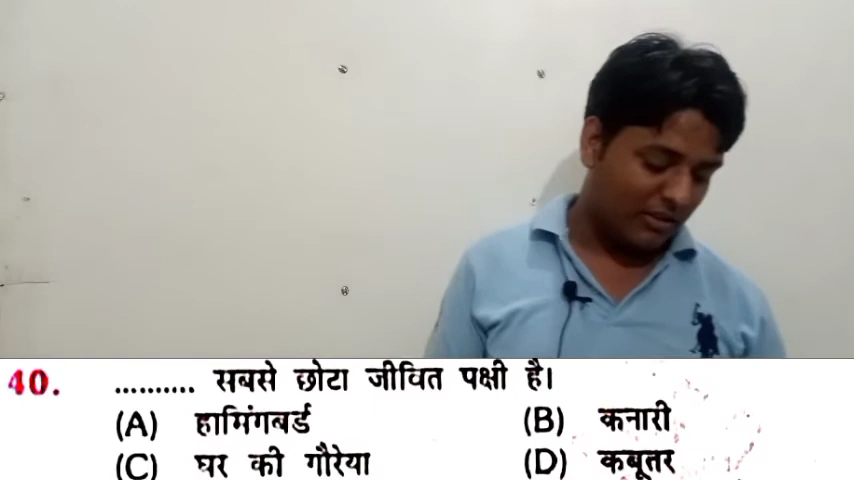 40. .......... सबसे छोटा जीवित पक्षी है।
(A) हामिंगबर्ड (B) कनारी
(C) घर की गौरेया (D) कबूतर